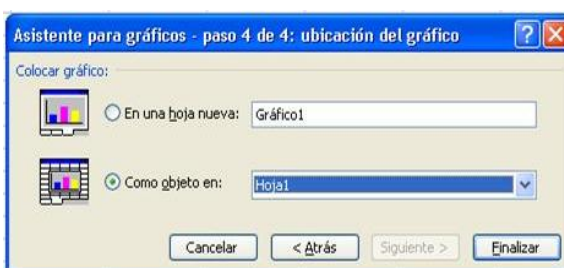 Asistente para gráficos - paso 4 de 4: ubicación del gráfico
Colocar gráfico:
En una hoja nueva: Gráfico1
Como objeto en: Hoja1
Cancelar < Atrás Siguiente > Finalizar